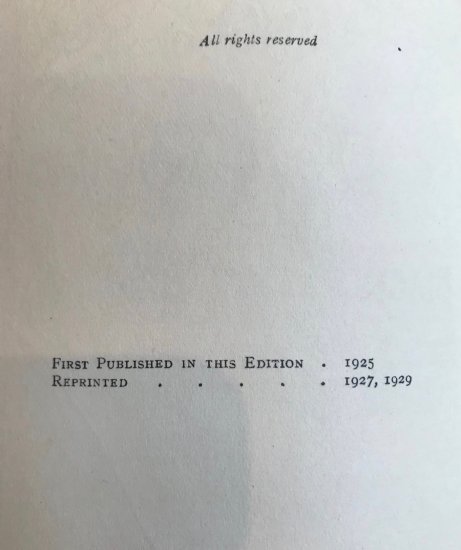 All rights reserved
First Published in this Edition . 1925
Reprinted . . . . . 1927, 1929